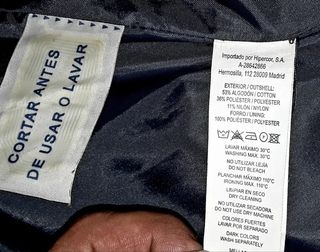 CORTAR ANTES
DE USAR O LAVAR
Importado por Hipercor, S.A.
A-28642866
Hermosilla, 112 28009 Madrid
EXTERIOR / OUTSHELL:
53% ALGODÓN / COTTON
36% POLIESTER / POLYESTER
11% NILÓN / NYLON
FORRO / LINING:
100% POLIESTER / POLYESTER
LAVAR MÁXIMO 30°C
WASHING MAX. 30°C
NO UTILIZAR LEJÍA
DO NOT BLEACH
PLANCHAR MÁXIMO 110°C
IRONING MAX. 110°C
LIMPIAR EN SECO
DRY CLEANING
NO UTILIZAR SECADORA
DO NOT USE DRY MACHINE
COLORES FUERTES
LAVAR POR SEPARADO
DARK COLORS
WASH SEPARATELY